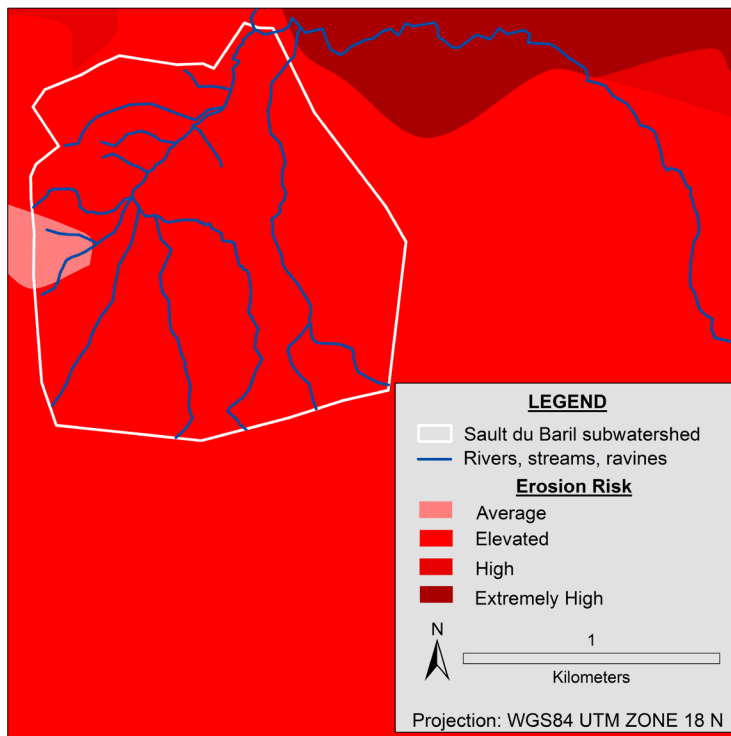 LEGEND
Sault du Baril subwatershed
Rivers, streams, ravines
Erosion Risk
Average
Elevated
High
Extremely High
N
1
Kilometers
Projection: WGS84 UTM ZONE 18 N